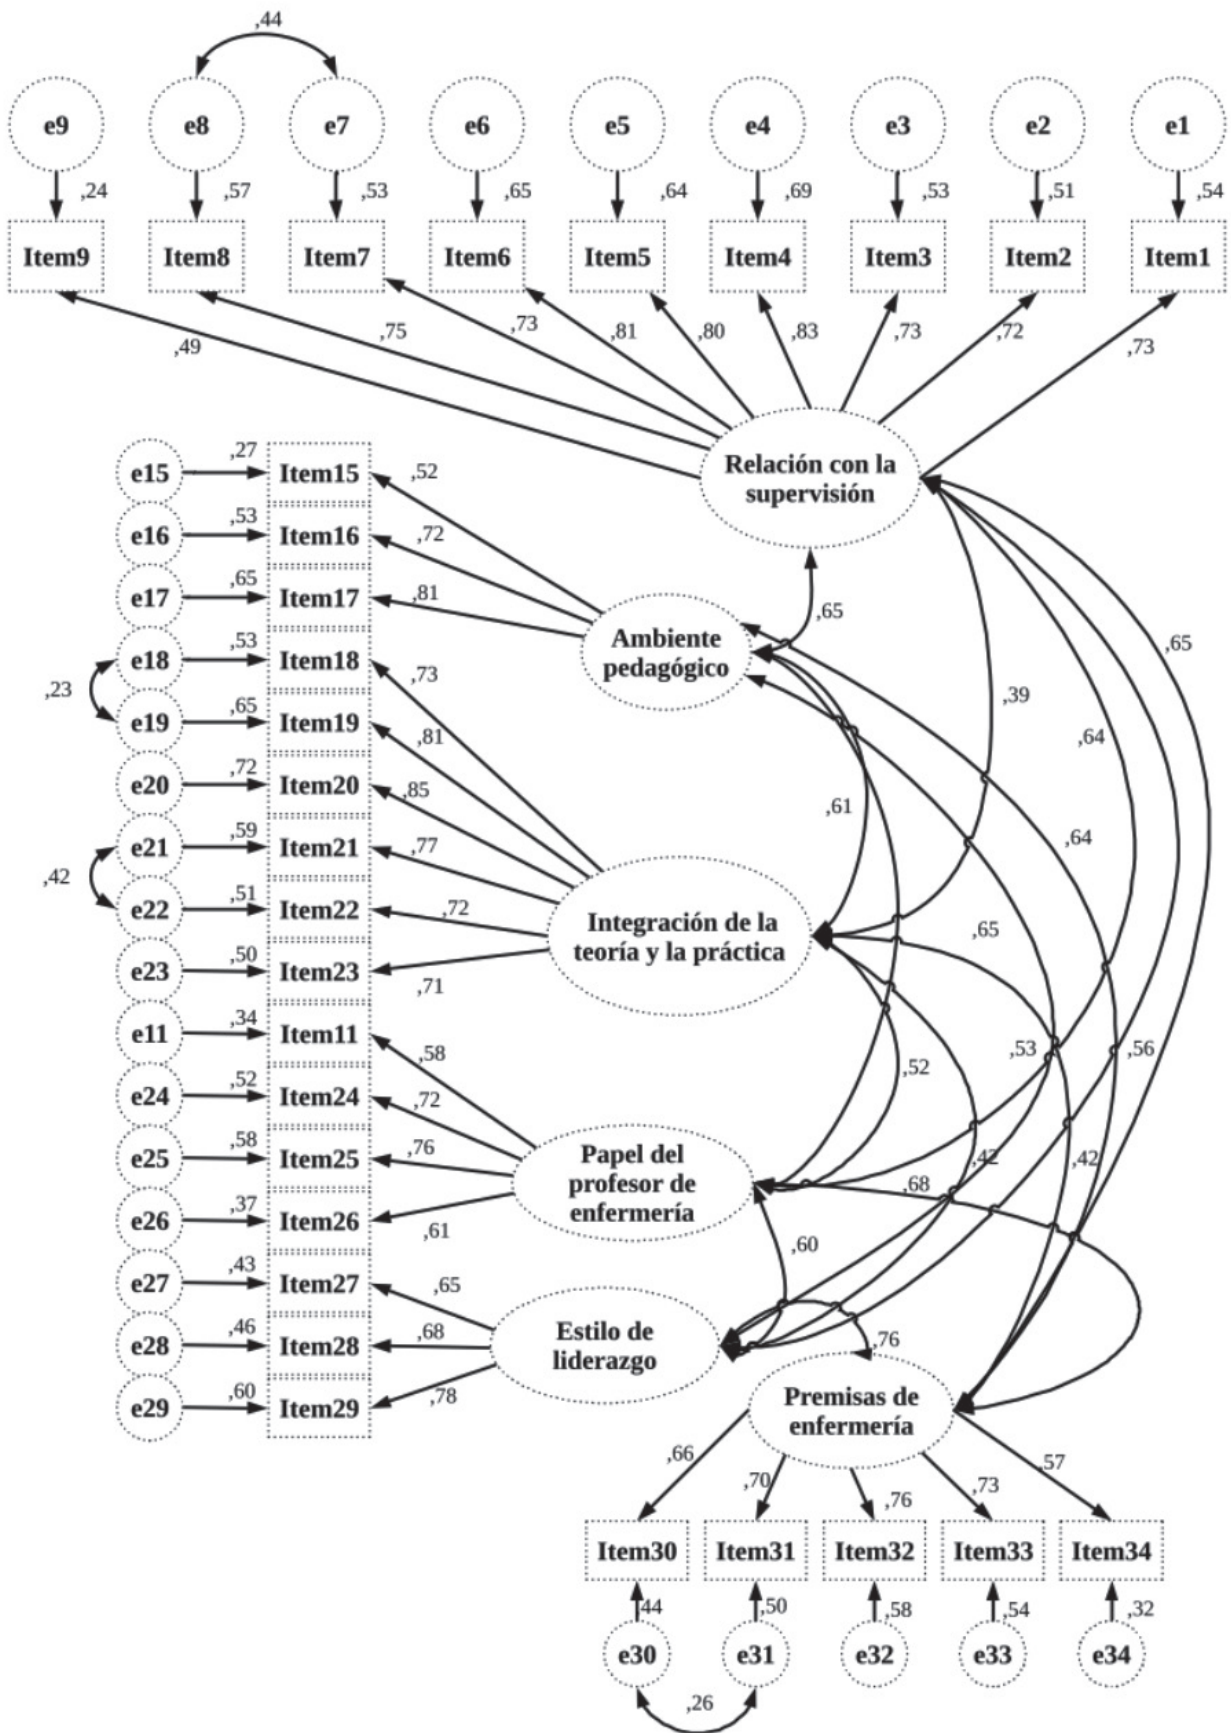 ,44
e9 e8 e7 e6 e5 e4 e3 e2 e1
,24 ,57 ,53 ,65 ,64 ,69 ,53 ,51 ,54
Item9 Item8 Item7 Item6 Item5 Item4 Item3 Item2 Item1
,49 ,75 ,73 ,81 ,80 ,83 ,73 ,72 ,73
Relación con la
supervisión
e15 ,27 Item15 ,52
e16 ,53 Item16 ,72
e17 ,65 Item17 ,81
e18 ,53 Item18 ,73
,23
e19 ,65 Item19 ,81
e20 ,72 Item20 ,85
e21 ,59 Item21 ,77
,42
e22 ,51 Item22 ,72
e23 ,50 Item23 ,71
e11 ,34 Item11 ,58
e24 ,52 Item24 ,72
e25 ,58 Item25 ,76
e26 ,37 Item26 ,61
e27 ,43 Item27 ,65
e28 ,46 Item28 ,68
e29 ,60 Item29 ,78
Ambiente
pedagógico
,65
,65
,39
,64
,61
,64
Integración de la
teoría y la práctica
,65
,53
,56
,52
Papel del
profesor de
enfermería
,42
,42
,68
,60
Estilo de
liderazgo
,76
Premisas de
enfermería
,66 ,70 ,76 ,73 ,57
Item30 Item31 Item32 Item33 Item34
,44 ,50 ,58 ,54 ,32
e30 e31 e32 e33 e34
,26